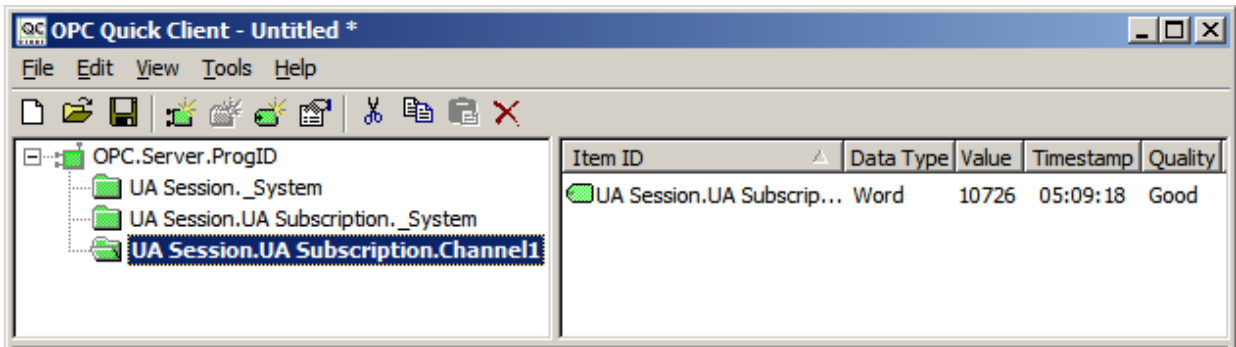 OPC Quick Client - Untitled *
File Edit View Tools Help
OPC.Server.ProgID
UA Session._System
UA Session.UA Subscription._System
UA Session.UA Subscription.Channel1
Item ID Data Type Value Timestamp Quality
UA Session.UA Subscrip... Word 10726 05:09:18 Good